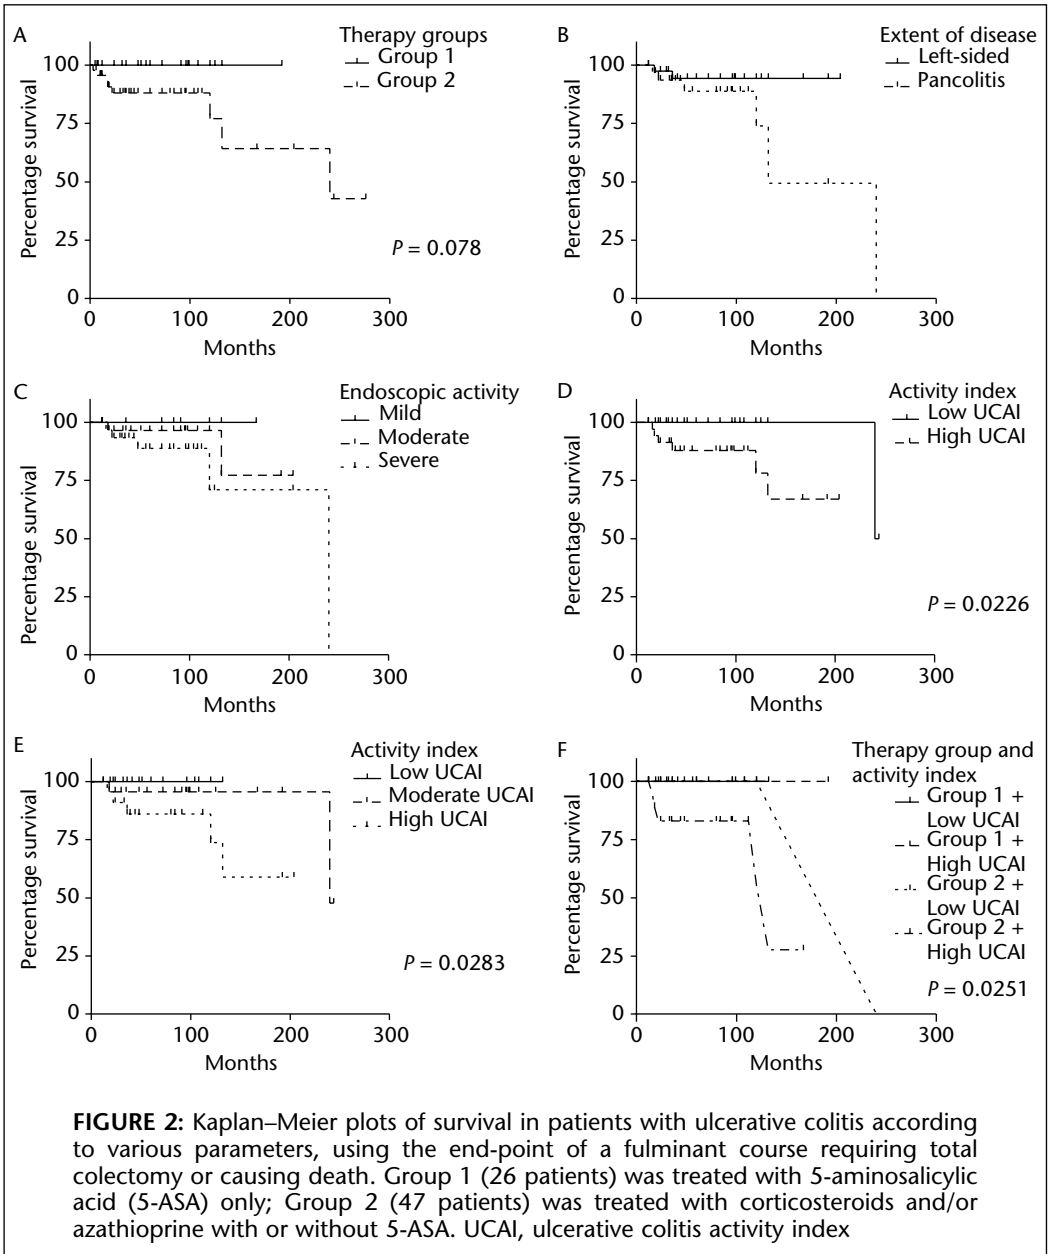 A
Therapy groups
Group 1
Group 2
100
75
50
25
0
Percentage survival
P = 0.078
0 100 200 300
Months
B
Extent of disease
Left-sided
Pancolitis
100
75
50
25
0
Percentage survival
0 100 200 300
Months
C
Endoscopic activity
Mild
Moderate
Severe
100
75
50
25
0
Percentage survival
0 100 200 300
Months
D
Activity index
Low UCAI
High UCAI
100
75
50
25
0
Percentage survival
P = 0.0226
0 100 200 300
Months
E
Activity index
Low UCAI
Moderate UCAI
High UCAI
100
75
50
25
0
Percentage survival
P = 0.0283
0 100 200 300
Months
F
Therapy group and
activity index
Group 1 +
Low UCAI
Group 1 +
High UCAI
Group 2 +
Low UCAI
Group 2 +
High UCAI
100
75
50
25
0
Percentage survival
P = 0.0251
0 100 200 300
Months
FIGURE 2: Kaplan–Meier plots of survival in patients with ulcerative colitis according
to various parameters, using the end-point of a fulminant course requiring total
colectomy or causing death. Group 1 (26 patients) was treated with 5-aminosalicylic
acid (5-ASA) only; Group 2 (47 patients) was treated with corticosteroids and/or
azathioprine with or without 5-ASA. UCAI, ulcerative colitis activity index